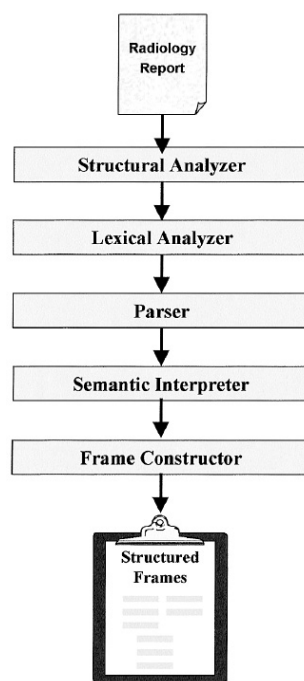 Radiology
Report
Structural Analyzer
Lexical Analyzer
Parser
Semantic Interpreter
Frame Constructor
Structured
Frames